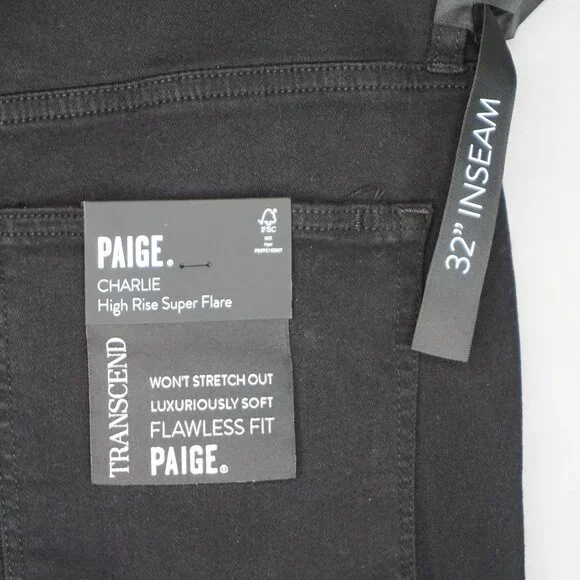 PAIGE.
CHARLIE
High Rise Super Flare
FSC
TRANSCEND
WON'T STRETCH OUT
LUXURIOUSLY SOFT
FLAWLESS FIT
PAIGE®
32" INSEAM